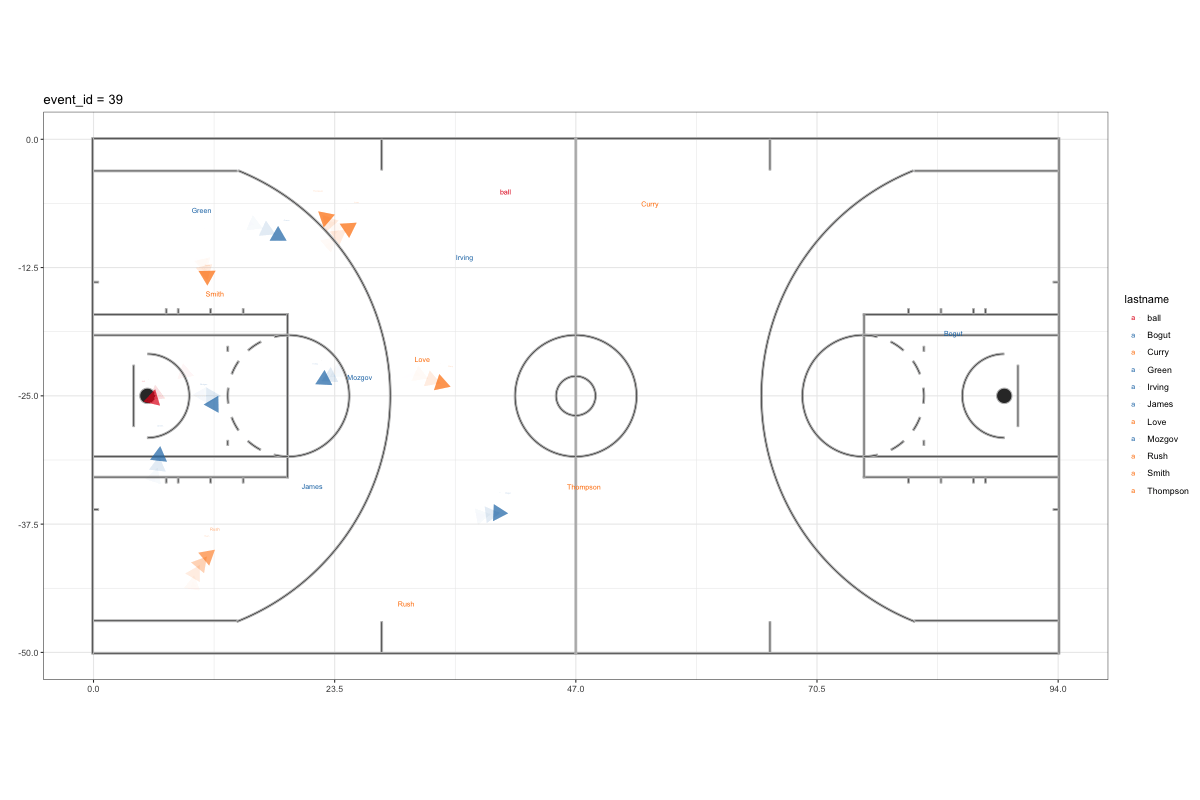 event_id = 39
0.0
-12.5
-25.0
-37.5
-50.0
ball
Curry
Green
Irving
Smith
Bogut
Love
Mozgov
James
Thompson
Rush
0.0 23.5 47.0 70.5 94.0
lastname
a ball
a Bogut
a Curry
a Green
a Irving
a James
a Love
a Mozgov
a Rush
a Smith
a Thompson